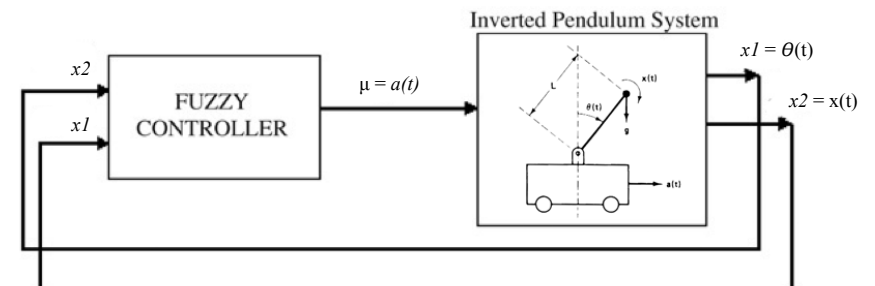 Inverted Pendulum System
x1 = θ(t)
x2 = x(t)
x2
x1
FUZZY
CONTROLLER
μ = a(t)
L
x(t)
θ(t)
g
a(t)